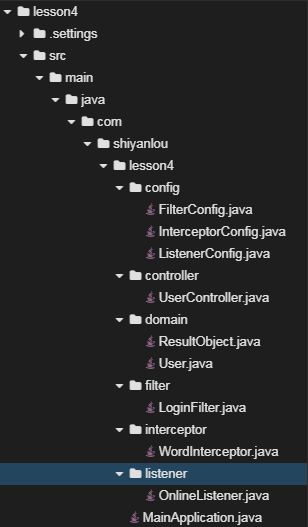 lesson4
.settings
src
main
java
com
shiyanlou
lesson4
config
FilterConfig.java
InterceptorConfig.java
ListenerConfig.java
controller
UserController.java
domain
ResultObject.java
User.java
filter
LoginFilter.java
interceptor
WordInterceptor.java
listener
OnlineListener.java
MainApplication.java